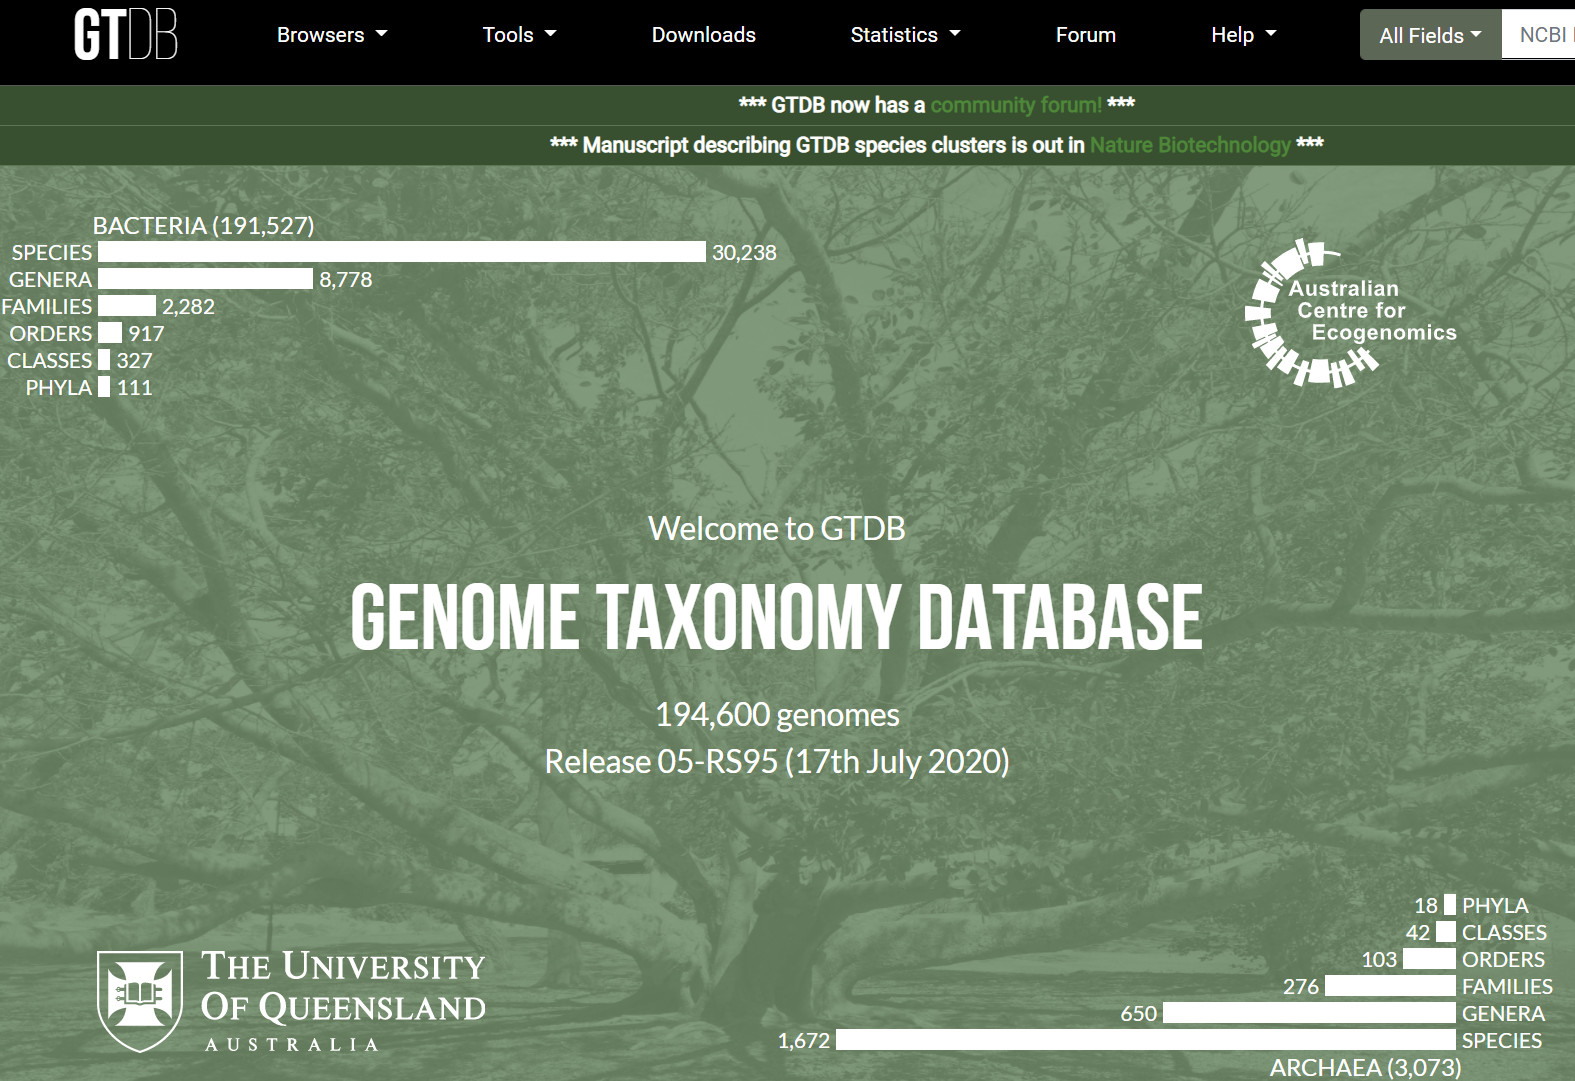 GTDB
Browsers
Tools
Downloads
Statistics
Forum
Help
All Fields
NCBI
*** GTDB now has a community forum! ***
*** Manuscript describing GTDB species clusters is out in Nature Biotechnology ***
BACTERIA (191,527)
SPECIES 30,238
GENERA 8,778
FAMILIES 2,282
ORDERS 917
CLASSES 327
PHYLA 111
Australian
Centre for
Ecogenomics
Welcome to GTDB
GENOME TAXONOMY DATABASE
194,600 genomes
Release 05-RS95 (17th July 2020)
THE UNIVERSITY
OF QUEENSLAND
AUSTRALIA
18 PHYLA
42 CLASSES
103 ORDERS
276 FAMILIES
650 GENERA
1,672 SPECIES
ARCHAEA (3,073)